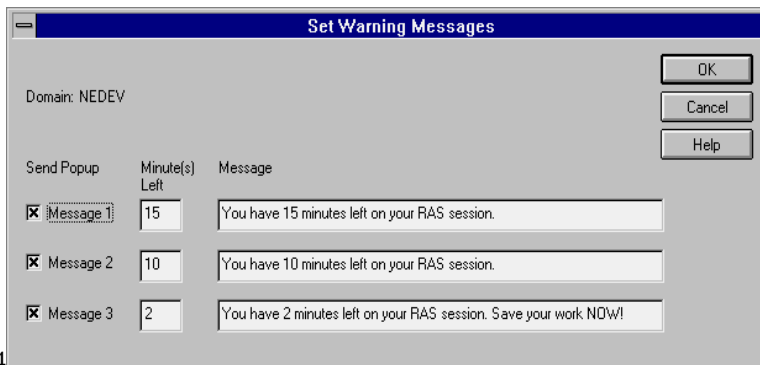 Set Warning Messages
OK
Domain: NEDEV
Cancel
Help
Send Popup Minute(s) Left Message
Message 1 15 You have 15 minutes left on your RAS session.
Message 2 10 You have 10 minutes left on your RAS session.
Message 3 2 You have 2 minutes left on your RAS session. Save your work NOW!
1